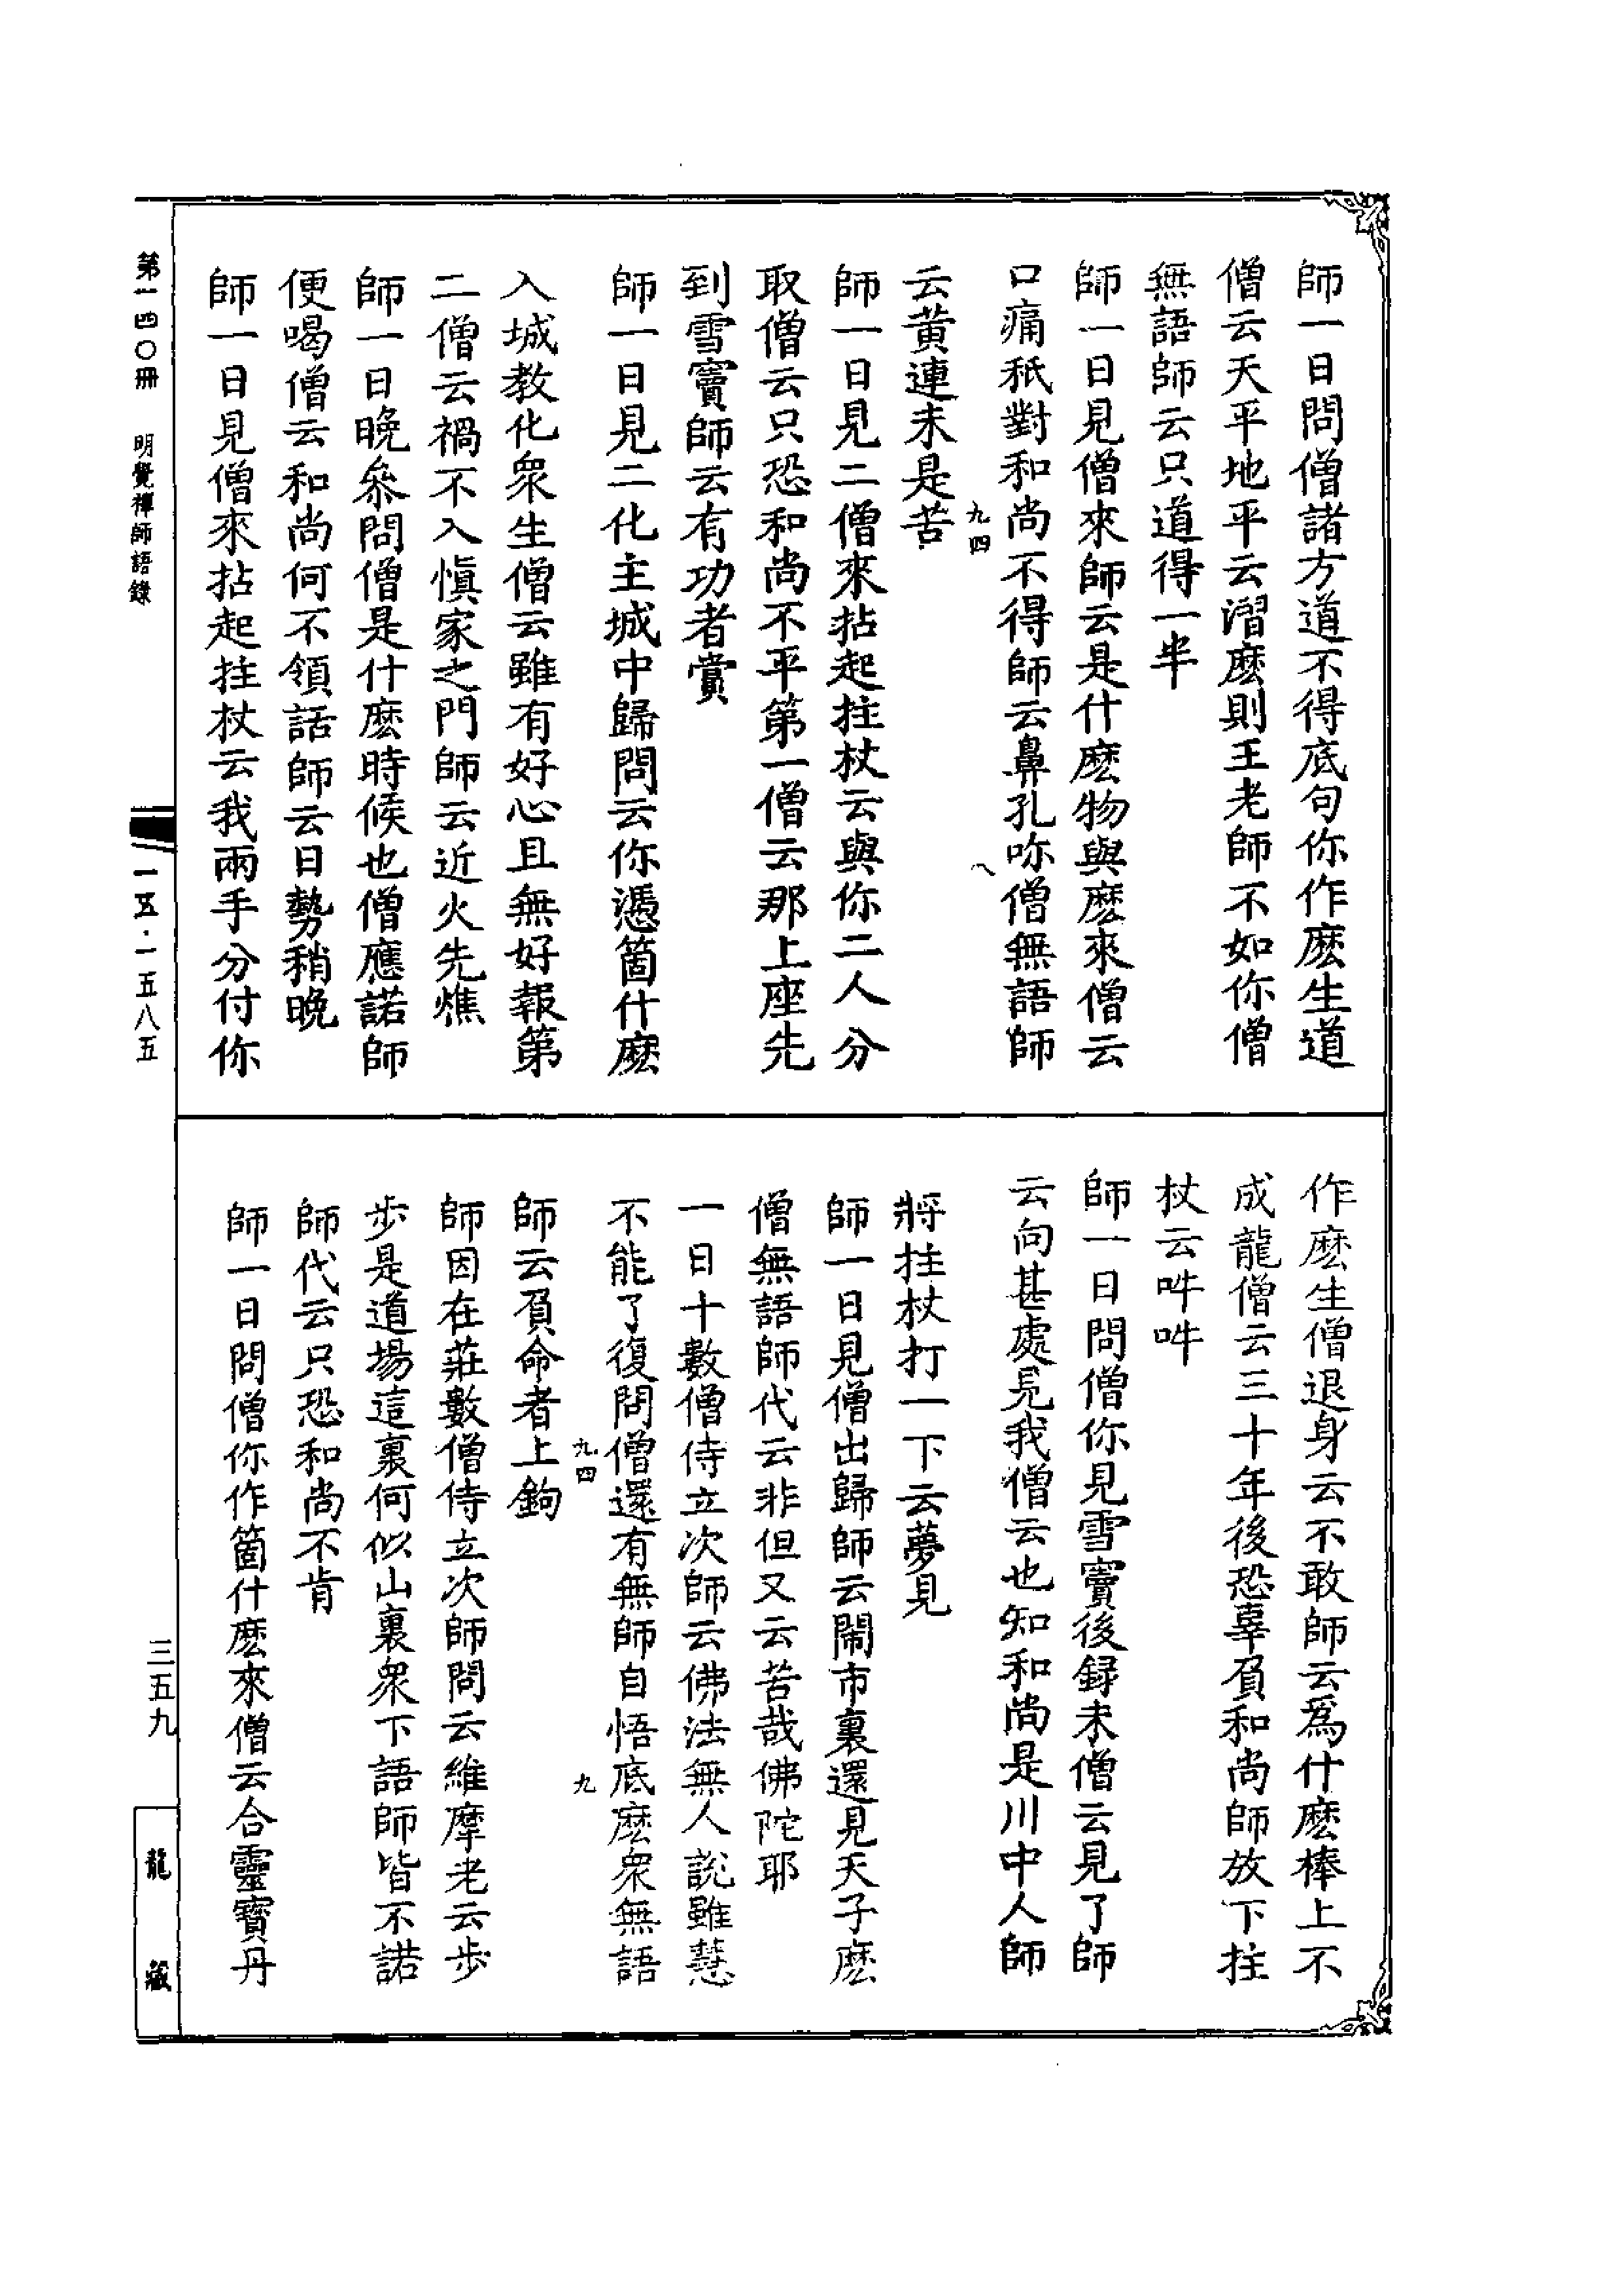 師一日問僧諸方道不得底句你作麽生道
僧云天平地平云漝麽則王老師不如你僧
無語師云只道得一半
師一日見僧來師云是什麽物與麽來僧云
口痛秖對和尚不得師云鼻孔咏僧無語師
九四
八
云黄連未是苦
師一日見二僧來拈起拄杖云與你二人分
取僧云只恐和尚不平第一僧云那上座先
到雪竇師云有功者賞
師一日見二化主城中歸問云你憑箇什麽
入城教化衆生僧云雖有好心且無好報第
二僧云禍不入慎家之門師云近火先燋
師一日晚叅問僧是什麽時候也僧應諾師
便喝僧云和尚何不領話師云日勢稍晚
師一日見僧來拈起拄杖云我兩手分付你
作麽生僧退身云不敢師云爲什麽棒上不
成龍僧云三十年後恐辜負和尚師放下拄
杖云吽吽
師一日問僧你見雪竇後録未僧云見了師
云向甚處見我僧云也知和尚是川中人師
將拄杖打一下云夢見
師一日見僧出歸師云閙市裏還見天子麽
僧無語師代云非但又云苦哉佛陀耶
一日十數僧侍立次師云佛法無人說雖慧
不能了復問僧還有無師自悟底麽衆無語
九四
九
師云負命者上鉤
師因在莊數僧侍立次師問云維摩老云步
步是道場這裏何似山裏衆下語師皆不諾
師代云只恐和尚不肯
師一日問僧你作箇什麽來僧云合靈寶丹
第一四〇冊 明覺禪師語錄
一五·一五八五
三五九
龍藏